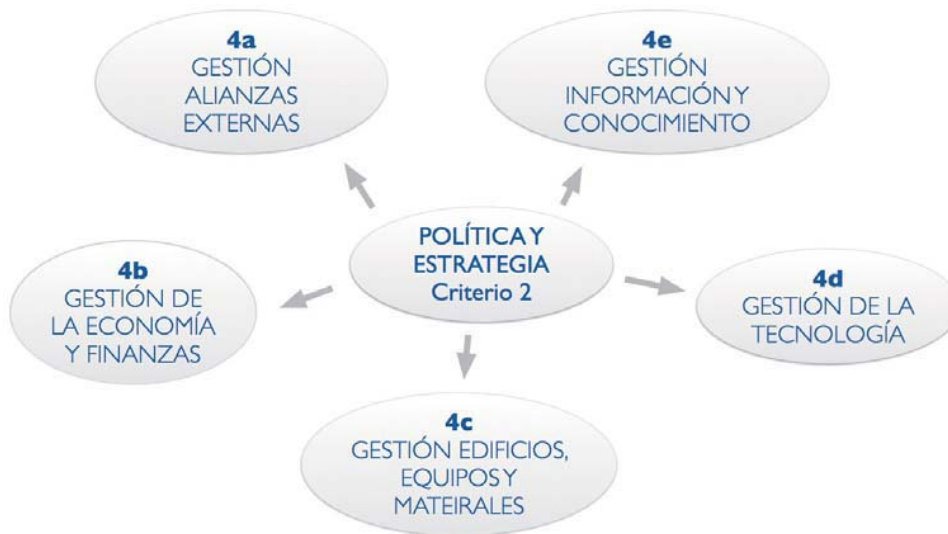 4a
GESTIÓN
ALIANZAS
EXTERNAS
4e
GESTIÓN
INFORMACIÓN Y
CONOCIMIENTO
POLÍTICA Y
ESTRATEGIA
Criterio 2
4b
GESTIÓN DE
LA ECONOMÍA
Y FINANZAS
4d
GESTIÓN DE LA
TECNOLOGÍA
4c
GESTIÓN EDIFICIOS,
EQUIPOS Y
MATEIRALES